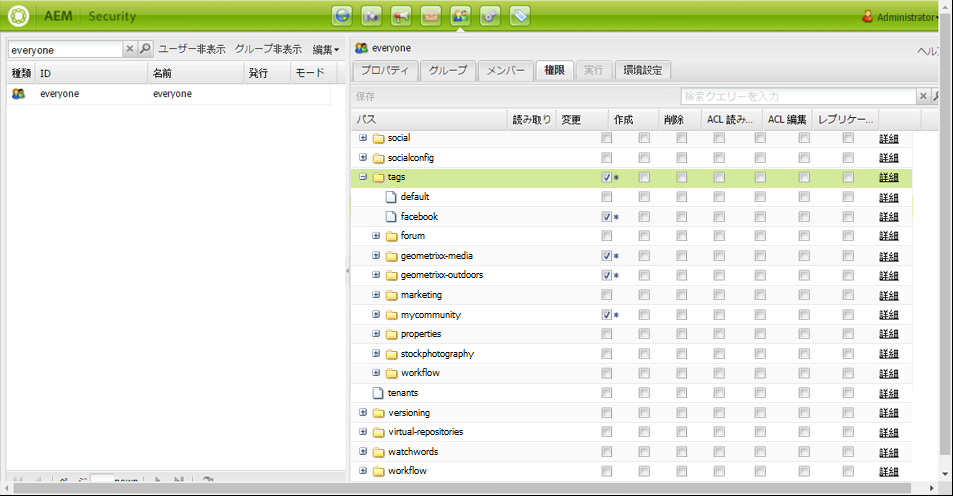 AEM Security Administrator
everyone ユーザー非表示 グループ非表示 編集
種類 ID 名前 発行 モード
everyone everyone
everyone
プロパティ グループ メンバー 権限 実行 環境設定
保存 検索クエリーを入力
パス 読み取り 変更 作成 削除 ACL 読み... ACL 編集 レプリケー...
social 詳細
socialconfig 詳細
tags * 詳細
default 詳細
facebook * 詳細
forum 詳細
geometrixx-media * 詳細
geometrixx-outdoors * 詳細
marketing 詳細
mycommunity * 詳細
properties 詳細
stockphotography 詳細
workflow 詳細
tenants 詳細
versioning 詳細
virtual-repositories 詳細
watchwords 詳細
workflow 詳細